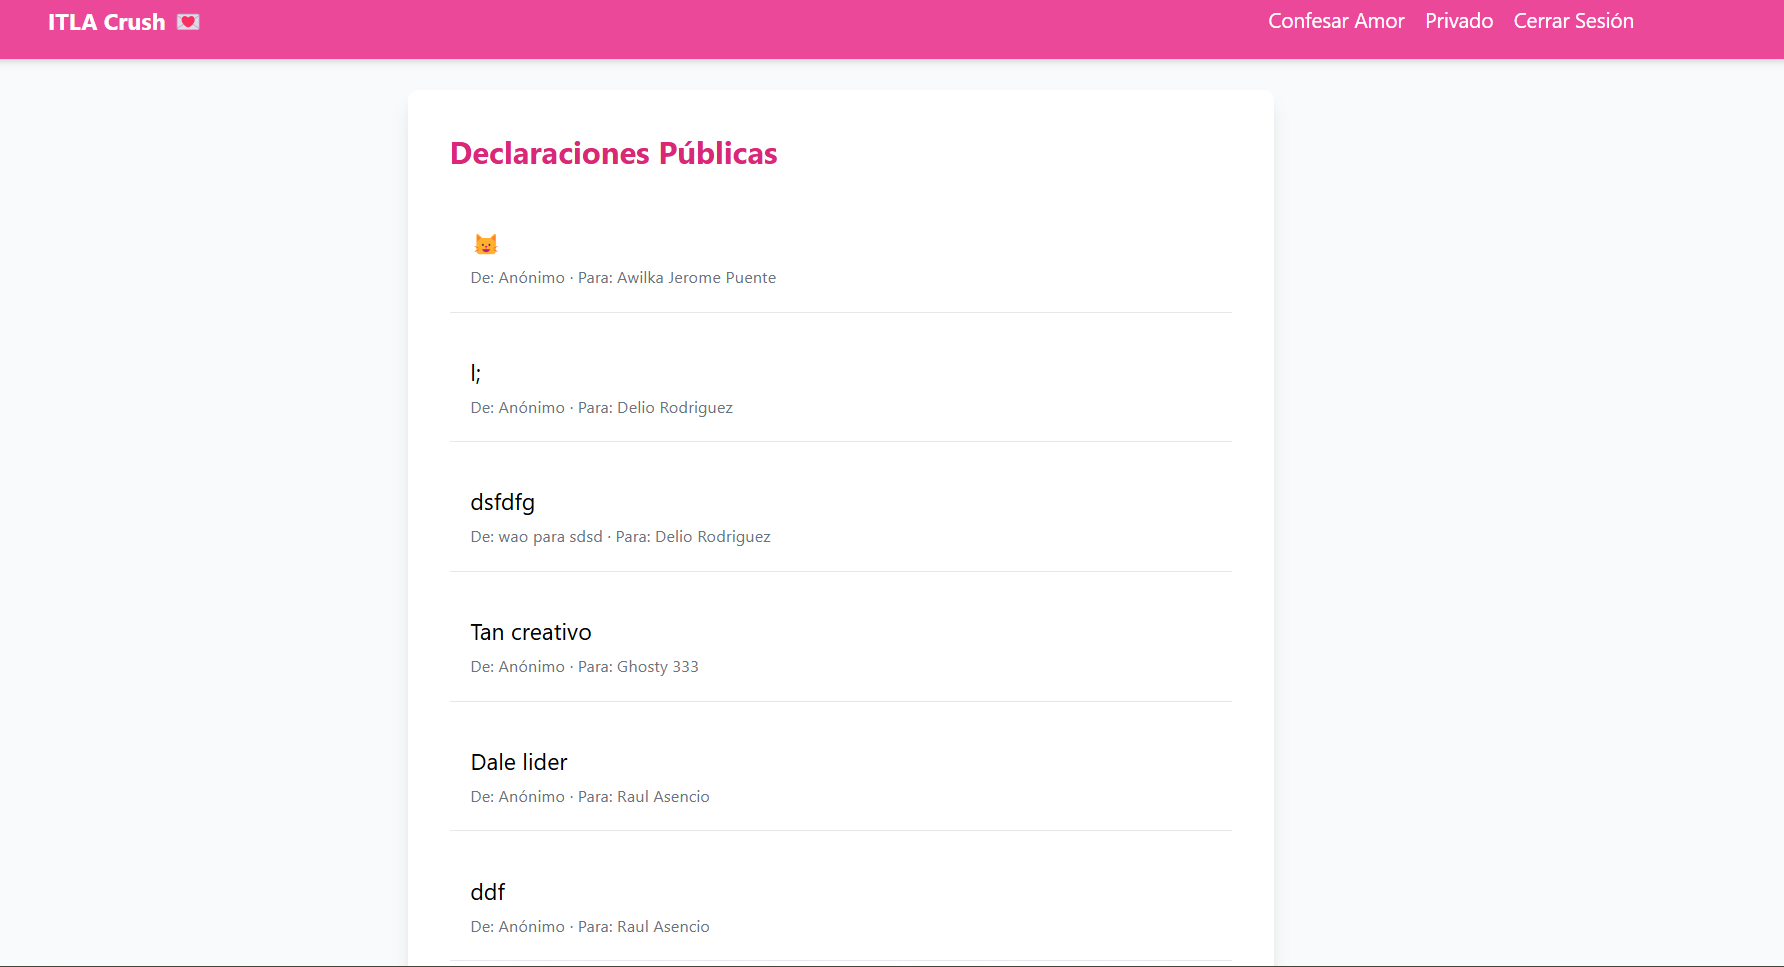 ITLA Crush 💌
Confesar Amor Privado Cerrar Sesión
Declaraciones Públicas
😺
De: Anónimo · Para: Awilka Jerome Puente
l;
De: Anónimo · Para: Delio Rodriguez
dsfdfg
De: wao para sdsd · Para: Delio Rodriguez
Tan creativo
De: Anónimo · Para: Ghosty 333
Dale lider
De: Anónimo · Para: Raul Asencio
ddf
De: Anónimo · Para: Raul Asencio